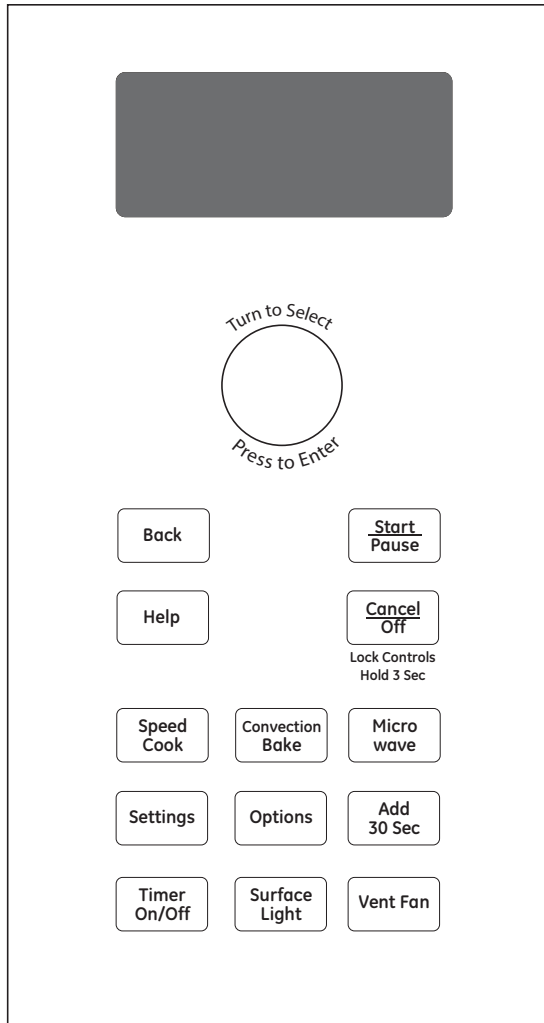 Turn to Select
Press to Enter
Back
Start
Pause
Help
Cancel
Off
Lock Controls
Hold 3 Sec
Speed
Cook
Convection
Bake
Micro
wave
Settings
Options
Add
30 Sec
Timer
On/Off
Surface
Light
Vent Fan